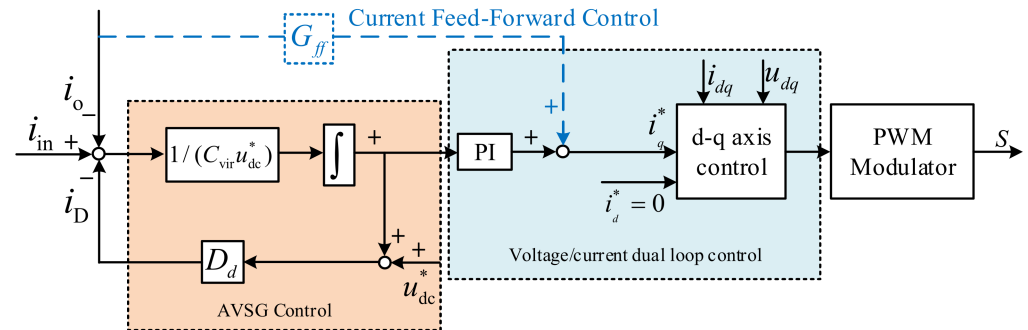 Current Feed-Forward Control
G_ff
+
i_o
−
i_in +
−
i_D
1/(C_vir u*_dc)
∫
+
+
+
D_d
u*_dc
AVSG Control
PI
+
i*_q
i*_d = 0
i_dq
u_dq
d-q axis
control
Voltage/current dual loop control
PWM
Modulator
S